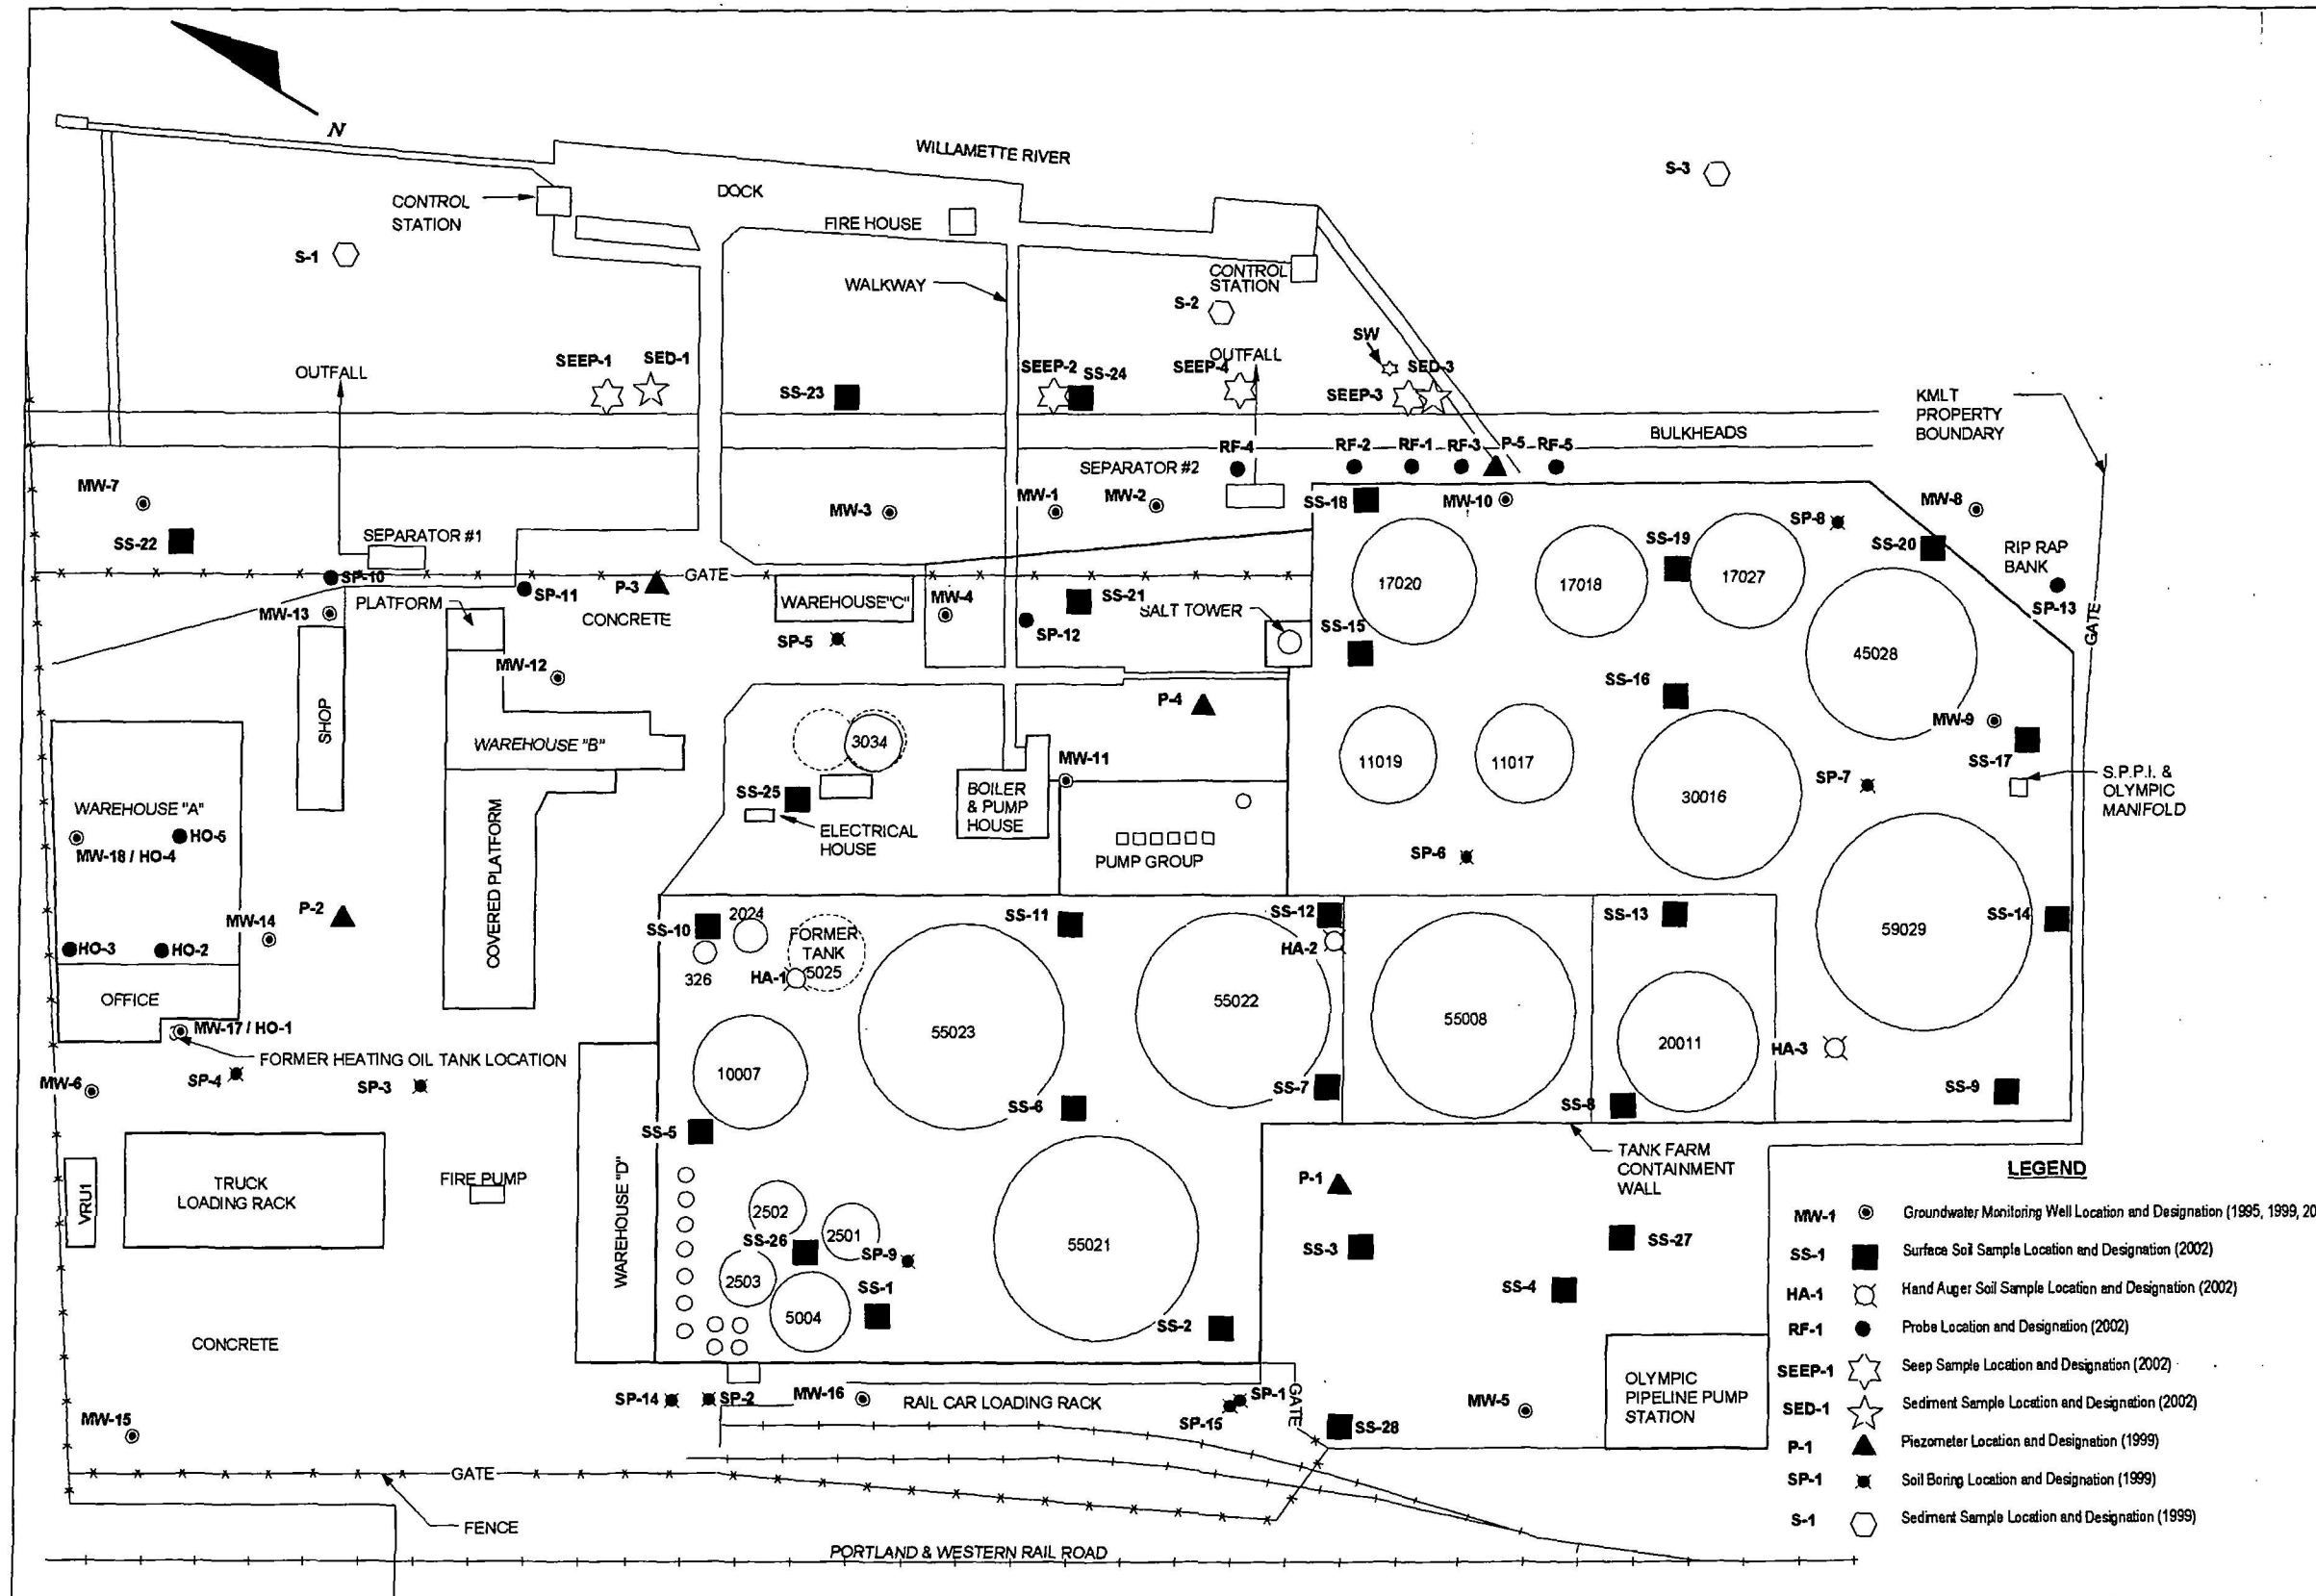 N
WILLAMETTE RIVER
S-3
DOCK
CONTROL
STATION
FIRE HOUSE
S-1
WALKWAY
CONTROL
STATION
S-2
SW
OUTFALL
SEEP-1
SED-1
SS-23
SEEP-2
SS-24
SEEP-4
OUTFALL
SEEP-3
SED-3
KMLT
PROPERTY
BOUNDARY
BULKHEADS
RF-4
RF-2
RF-1
RF-3
P-5
RF-5
SEPARATOR #2
MW-7
MW-3
MW-1
MW-2
SS-18
MW-10
MW-8
SP-8
SS-22
SEPARATOR #1
SS-19
SS-20
RIP RAP
BANK
SP-10
GATE
P-3
SP-11
17020
17018
17027
PLATFORM
CONCRETE
WAREHOUSE"C"
MW-4
SS-21
SALT TOWER
SP-13
MW-13
SP-12
SS-15
GATE
SP-5
45028
MW-12
SS-16
P-4
SHOP
WAREHOUSE "B"
3034
MW-9
11019
11017
MW-11
SS-17
SS-25
BOILER
& PUMP
HOUSE
30016
SP-7
S.P.P.I. &
OLYMPIC
MANIFOLD
WAREHOUSE "A"
HO-5
MW-18 / HO-4
ELECTRICAL
HOUSE
PUMP GROUP
SP-6
COVERED PLATFORM
P-2
MW-14
SS-10
2024
SS-11
SS-12
SS-13
SS-14
59029
HO-3
HO-2
FORMER
TANK
5025
326
HA-1
HA-2
OFFICE
55023
55022
55008
20011
HA-3
MW-17 / HO-1
FORMER HEATING OIL TANK LOCATION
MW-6
SP-4
SP-3
10007
SS-7
SS-6
SS-8
SS-9
SS-5
TANK FARM
CONTAINMENT
WALL
VRU1
TRUCK
LOADING RACK
FIRE PUMP
WAREHOUSE "D"
2502
2501
SS-26
SP-9
2503
SS-1
5004
55021
SS-2
P-1
SS-3
SS-27
SS-4
CONCRETE
SP-14
SP-2
MW-16
RAIL CAR LOADING RACK
SP-1
SP-15
GATE
SS-28
MW-5
OLYMPIC
PIPELINE PUMP
STATION
MW-15
GATE
FENCE
PORTLAND & WESTERN RAIL ROAD
LEGEND
MW-1 Groundwater Monitoring Well Location and Designation (1995, 1999, 20
SS-1 Surface Soil Sample Location and Designation (2002)
HA-1 Hand Auger Soil Sample Location and Designation (2002)
RF-1 Probe Location and Designation (2002)
SEEP-1 Seep Sample Location and Designation (2002)
SED-1 Sediment Sample Location and Designation (2002)
P-1 Piezometer Location and Designation (1999)
SP-1 Soil Boring Location and Designation (1999)
S-1 Sediment Sample Location and Designation (1999)